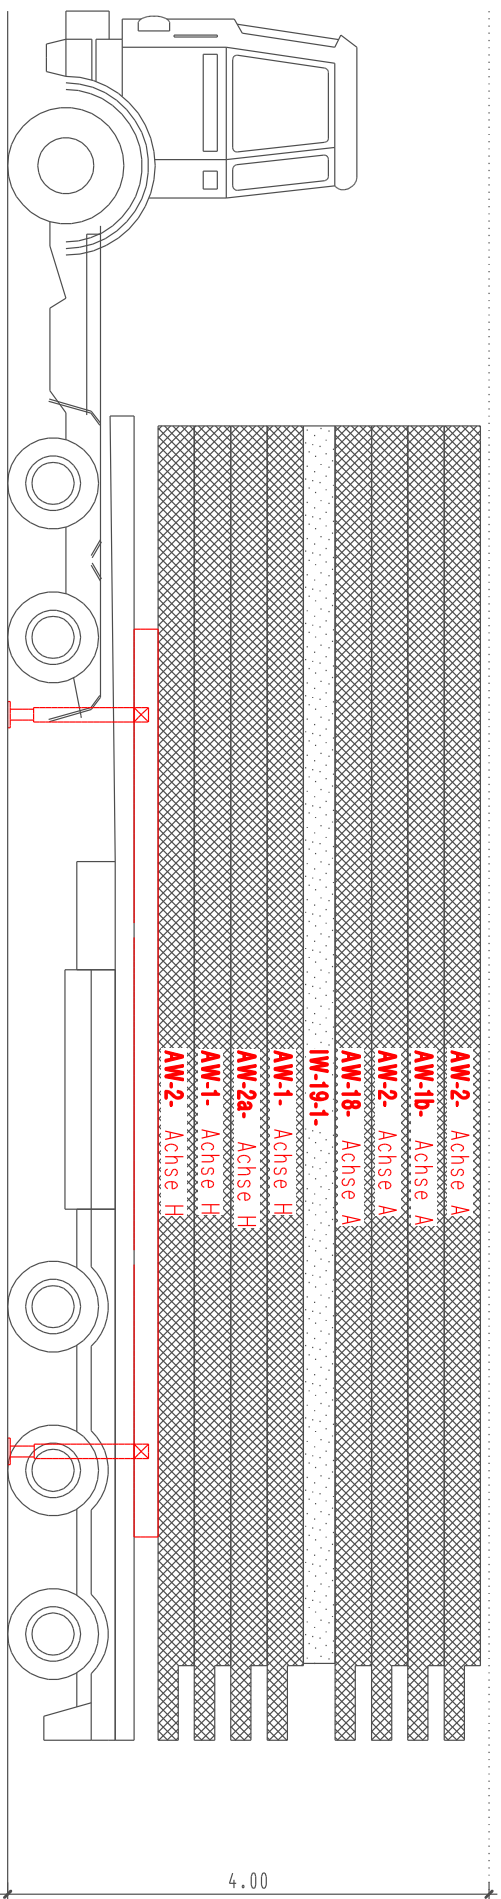 AW-2- Achse A
AW-1b- Achse A
AW-2- Achse A
AW-18- Achse A
IW-19-1-
AW-1- Achse H
AW-2a- Achse H
AW-1- Achse H
AW-2- Achse H
4.00